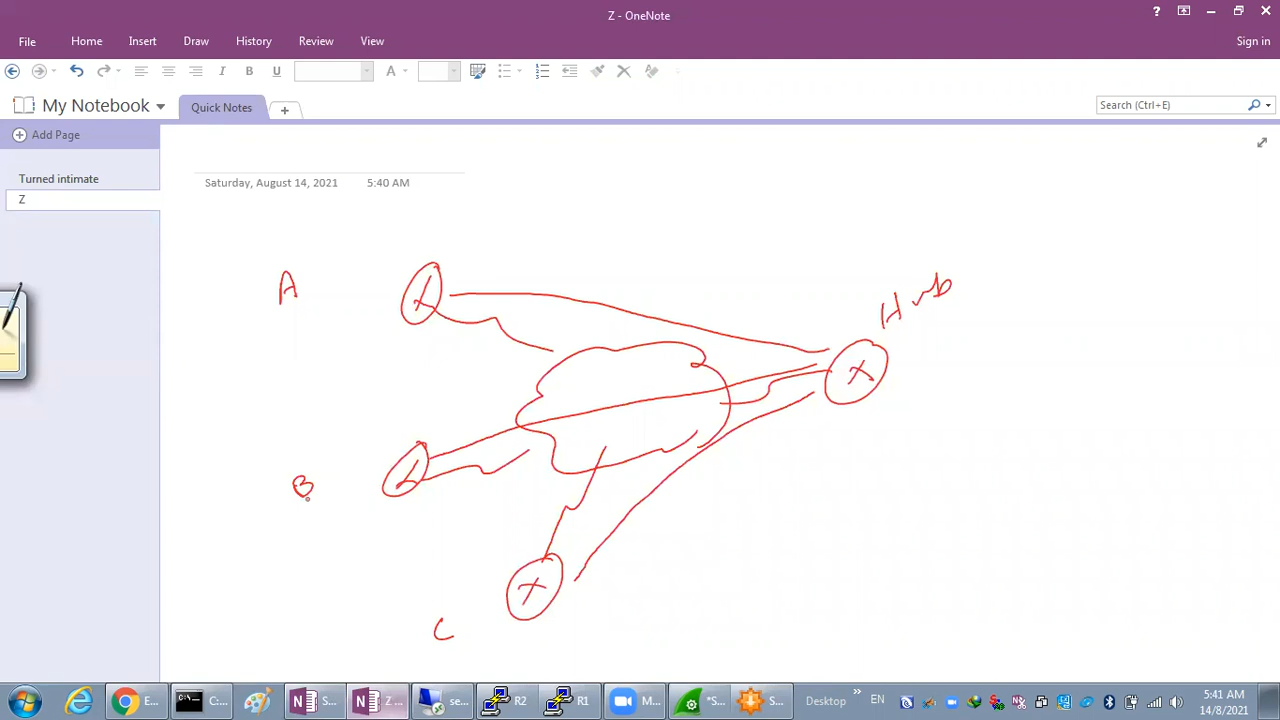 Z - OneNote
File Home Insert Draw History Review View Sign in
My Notebook Quick Notes Search (Ctrl+E)
Add Page
Turned intimate
Z
Saturday, August 14, 2021 5:40 AM
A
Hub
B
C
E... C:... S... Z ... se... R2 R1 M... *S... S... Desktop EN 5:41 AM
14/8/2021